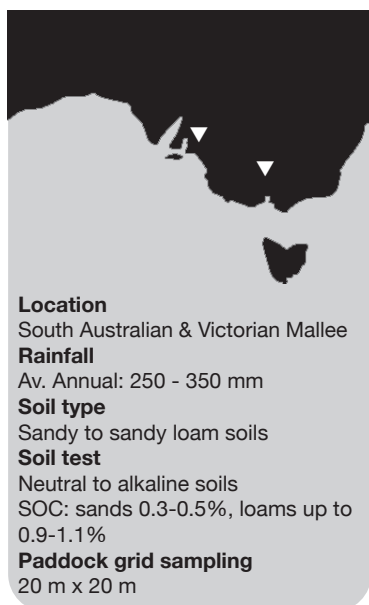 Location
South Australian & Victorian Mallee
Rainfall
Av. Annual: 250 - 350 mm
Soil type
Sandy to sandy loam soils
Soil test
Neutral to alkaline soils
SOC: sands 0.3-0.5%, loams up to
0.9-1.1%
Paddock grid sampling
20 m x 20 m